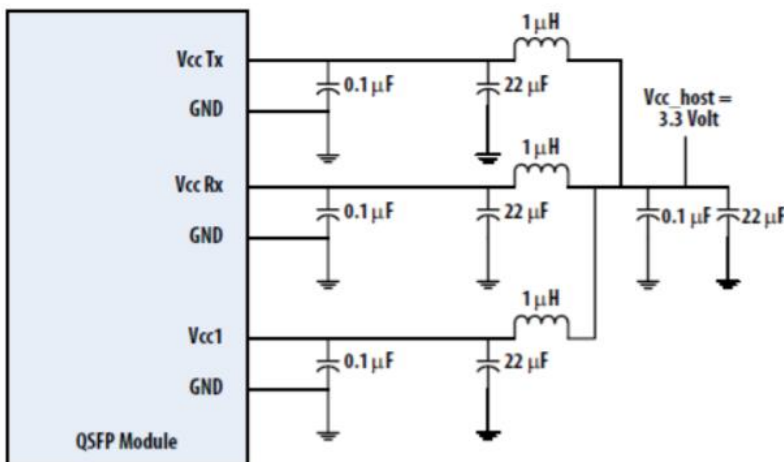 1 μH
Vcc Tx
0.1 μF
22 μF
GND
Vcc_host =
3.3 Volt
1 μH
Vcc Rx
0.1 μF
22 μF
0.1 μF
22 μF
GND
1 μH
Vcc1
0.1 μF
22 μF
GND
QSFP Module